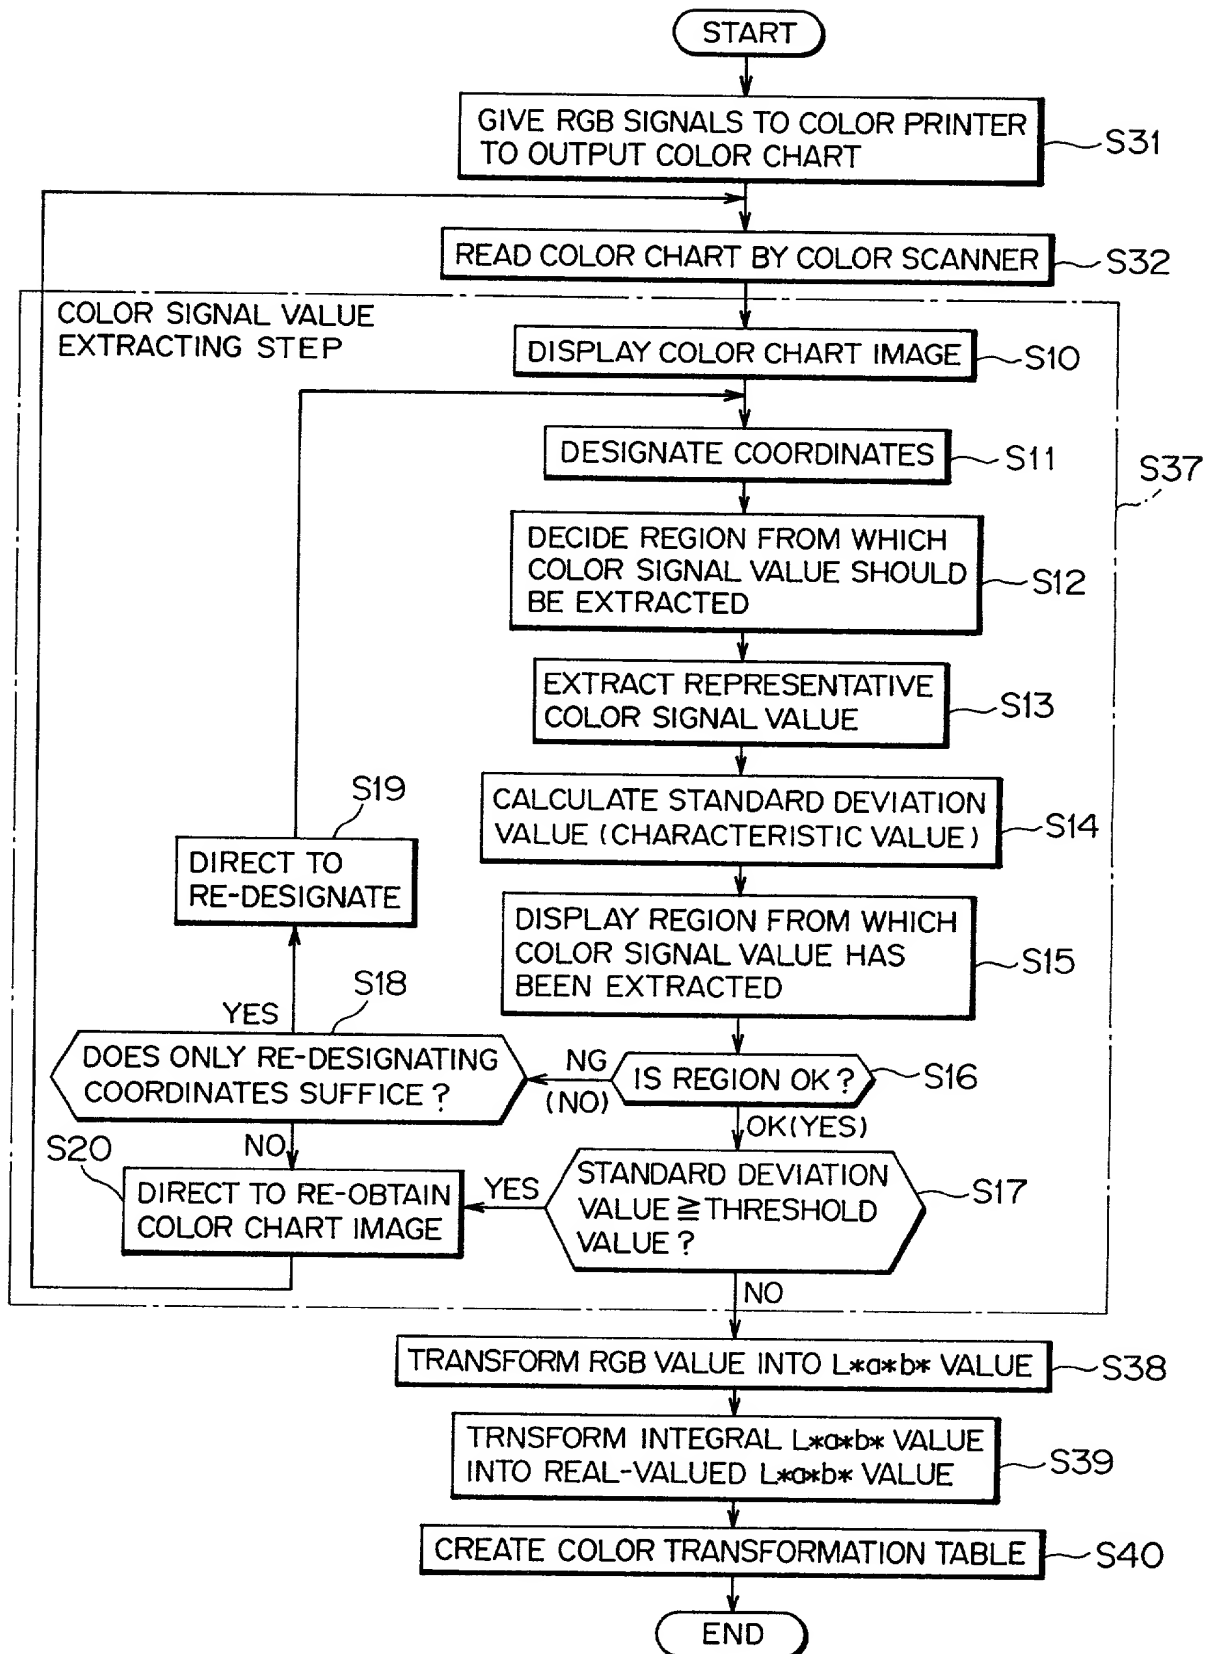 START
GIVE RGB SIGNALS TO COLOR PRINTER
TO OUTPUT COLOR CHART
S31
READ COLOR CHART BY COLOR SCANNER
S32
COLOR SIGNAL VALUE
EXTRACTING STEP
DISPLAY COLOR CHART IMAGE
S10
DESIGNATE COORDINATES
S11
S37
DECIDE REGION FROM WHICH
COLOR SIGNAL VALUE SHOULD
BE EXTRACTED
S12
EXTRACT REPRESENTATIVE
COLOR SIGNAL VALUE
S13
CALCULATE STANDARD DEVIATION
VALUE (CHARACTERISTIC VALUE)
S14
S19
DIRECT TO
RE-DESIGNATE
DISPLAY REGION FROM WHICH
COLOR SIGNAL VALUE HAS
BEEN EXTRACTED
S15
YES
S18
DOES ONLY RE-DESIGNATING
COORDINATES SUFFICE ?
NG
(NO)
IS REGION OK ?
S16
OK(YES)
NO
S20
DIRECT TO RE-OBTAIN
COLOR CHART IMAGE
YES
STANDARD DEVIATION
VALUE ≧ THRESHOLD
VALUE ?
S17
NO
TRANSFORM RGB VALUE INTO L*a*b* VALUE
S38
TRNSFORM INTEGRAL L*a*b* VALUE
INTO REAL-VALUED L*a*b* VALUE
S39
CREATE COLOR TRANSFORMATION TABLE
S40
END